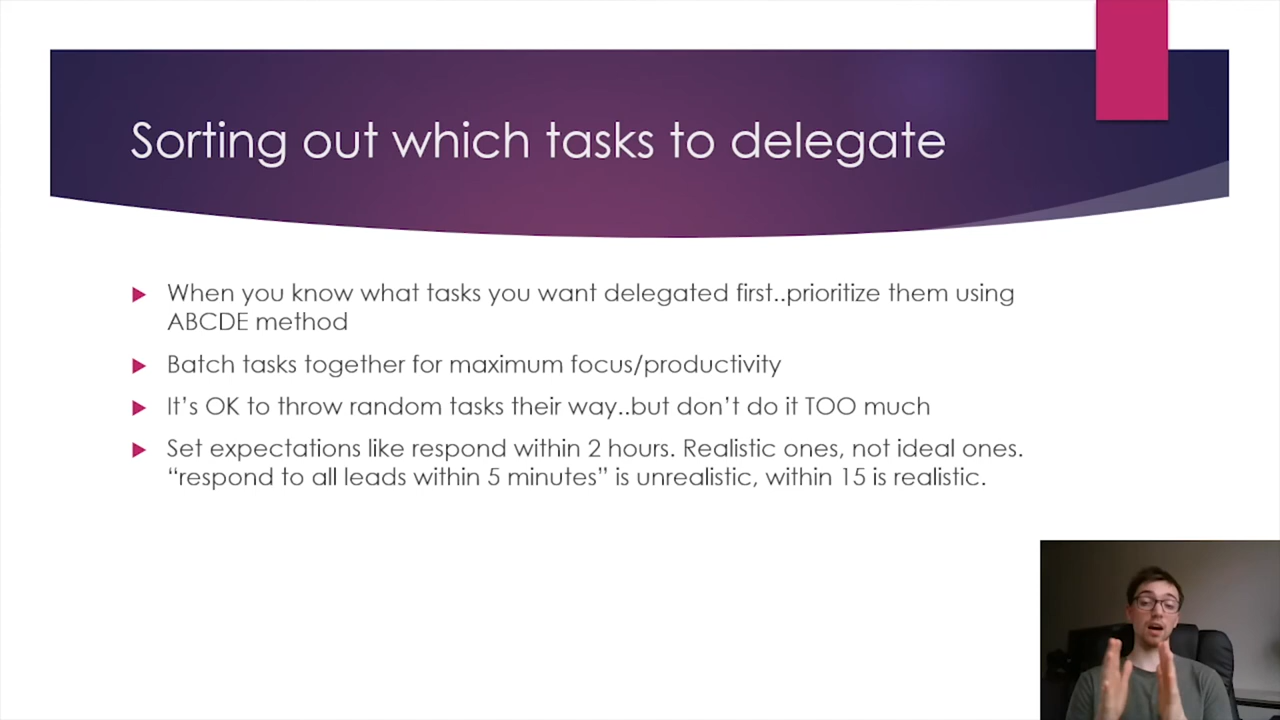 Sorting out which tasks to delegate
When you know what tasks you want delegated first..prioritize them using
ABCDE method
Batch tasks together for maximum focus/productivity
It’s OK to throw random tasks their way..but don’t do it TOO much
Set expectations like respond within 2 hours. Realistic ones, not ideal ones.
“respond to all leads within 5 minutes” is unrealistic, within 15 is realistic.